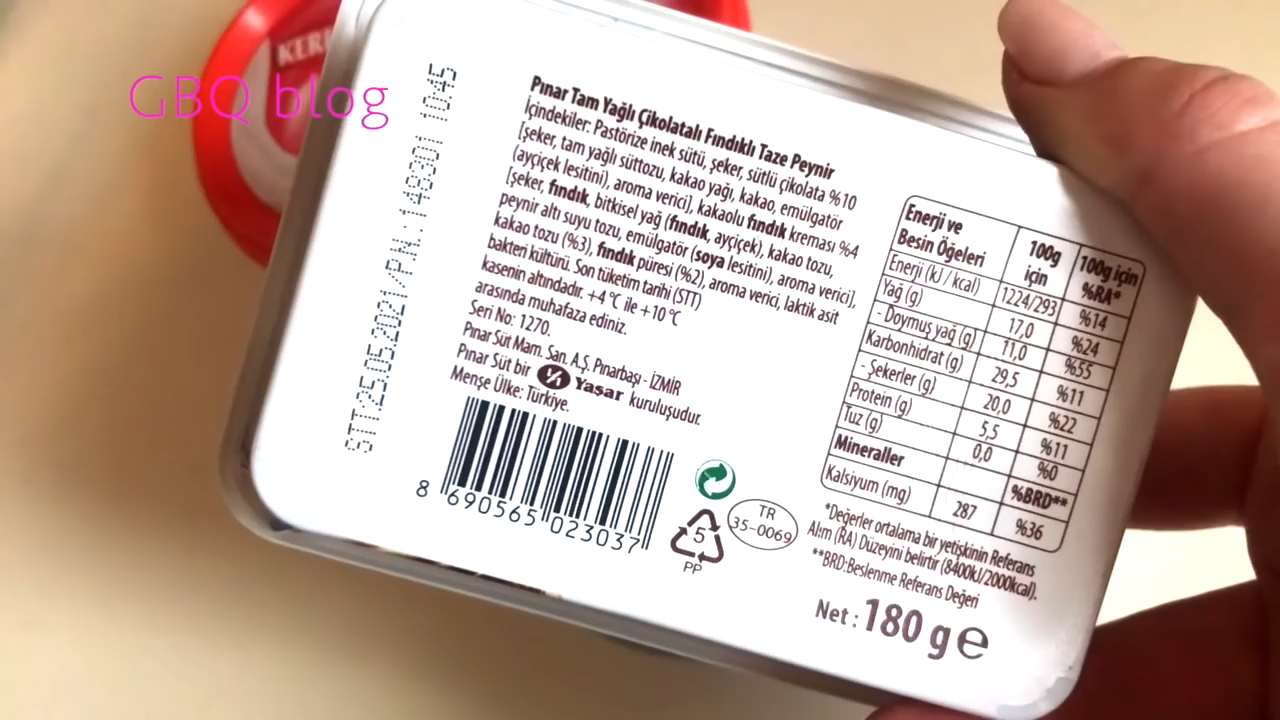 KER
GBQ blog
STT:25.05.2021/P.N.: 148301 10:45
Pınar Tam Yağlı Çikolatalı Fındıklı Taze Peynir
İçindekiler: Pastörize inek sütü, şeker, sütlü çikolata %10
[şeker, tam yağlı süttozu, kakao yağı, kakao, emülgatör
(ayçiçek lesitini), aroma verici], kakaolu fındık kreması %4
[şeker, fındık, bitkisel yağ (fındık, ayçiçek), kakao tozu,
peynir altı suyu tozu, emülgatör (soya lesitini), aroma verici],
kakao tozu (%3), fındık püresi (%2), aroma verici, laktik asit
bakteri kültürü. Son tüketim tarihi (STT)
kasenin altındadır. +4 °C ile +10 °C
arasında muhafaza ediniz.
Seri No: 1270.
Pınar Süt Mam. San. A.Ş. Pınarbaşı - İZMİR
Pınar Süt bir Yaşar kuruluşudur.
Menşe Ülke: Türkiye.
8 690565 023037
5
PP
TR
35-0069
Enerji ve Besin Öğeleri 100g için 100g için %RA*
Enerji (kJ / kcal) 1224/293 %14
Yağ (g) 17,0 %24
- Doymuş yağ (g) 11,0 %55
Karbonhidrat (g) 29,5 %11
- Şekerler (g) 20,0 %22
Protein (g) 5,5 %11
Tuz (g) 0,0 %0
Mineraller %BRD**
Kalsiyum (mg) 287 %36
*Değerler ortalama bir yetişkinin Referans
Alım (RA) Düzeyini belirtir (8400kJ/2000kcal).
**BRD:Beslenme Referans Değeri
Net : 180 g e